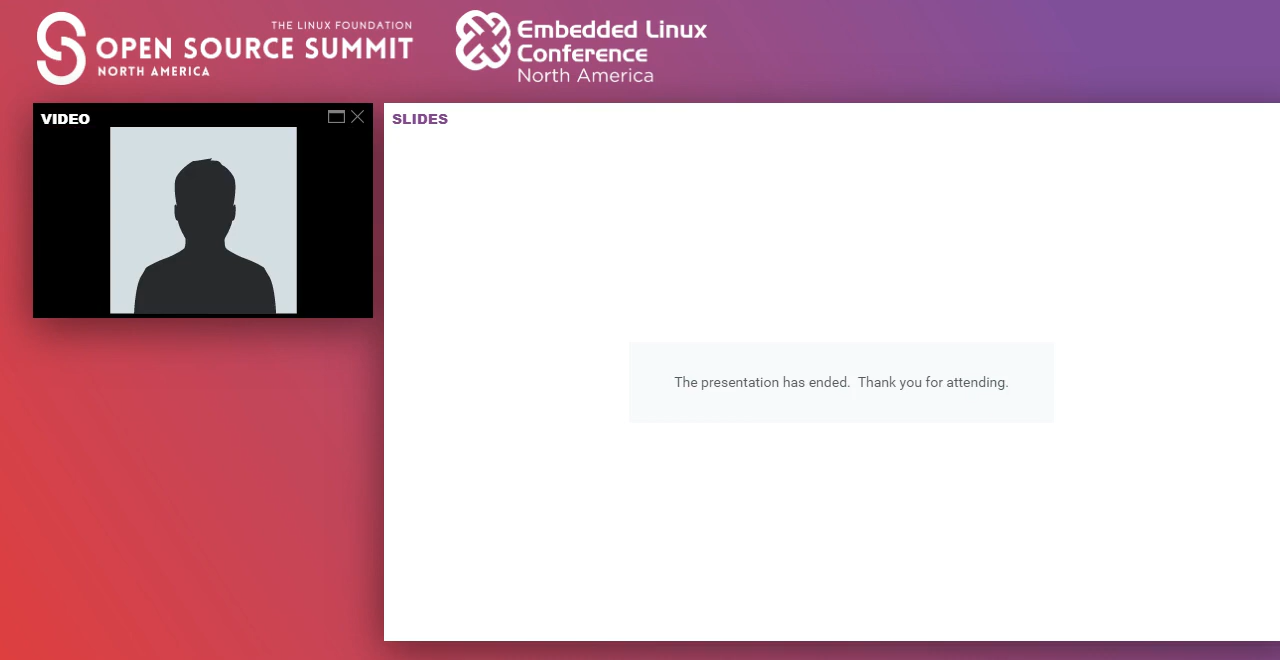 THE LINUX FOUNDATION
OPEN SOURCE SUMMIT
NORTH AMERICA
Embedded Linux
Conference
North America
VIDEO
SLIDES
The presentation has ended.  Thank you for attending.